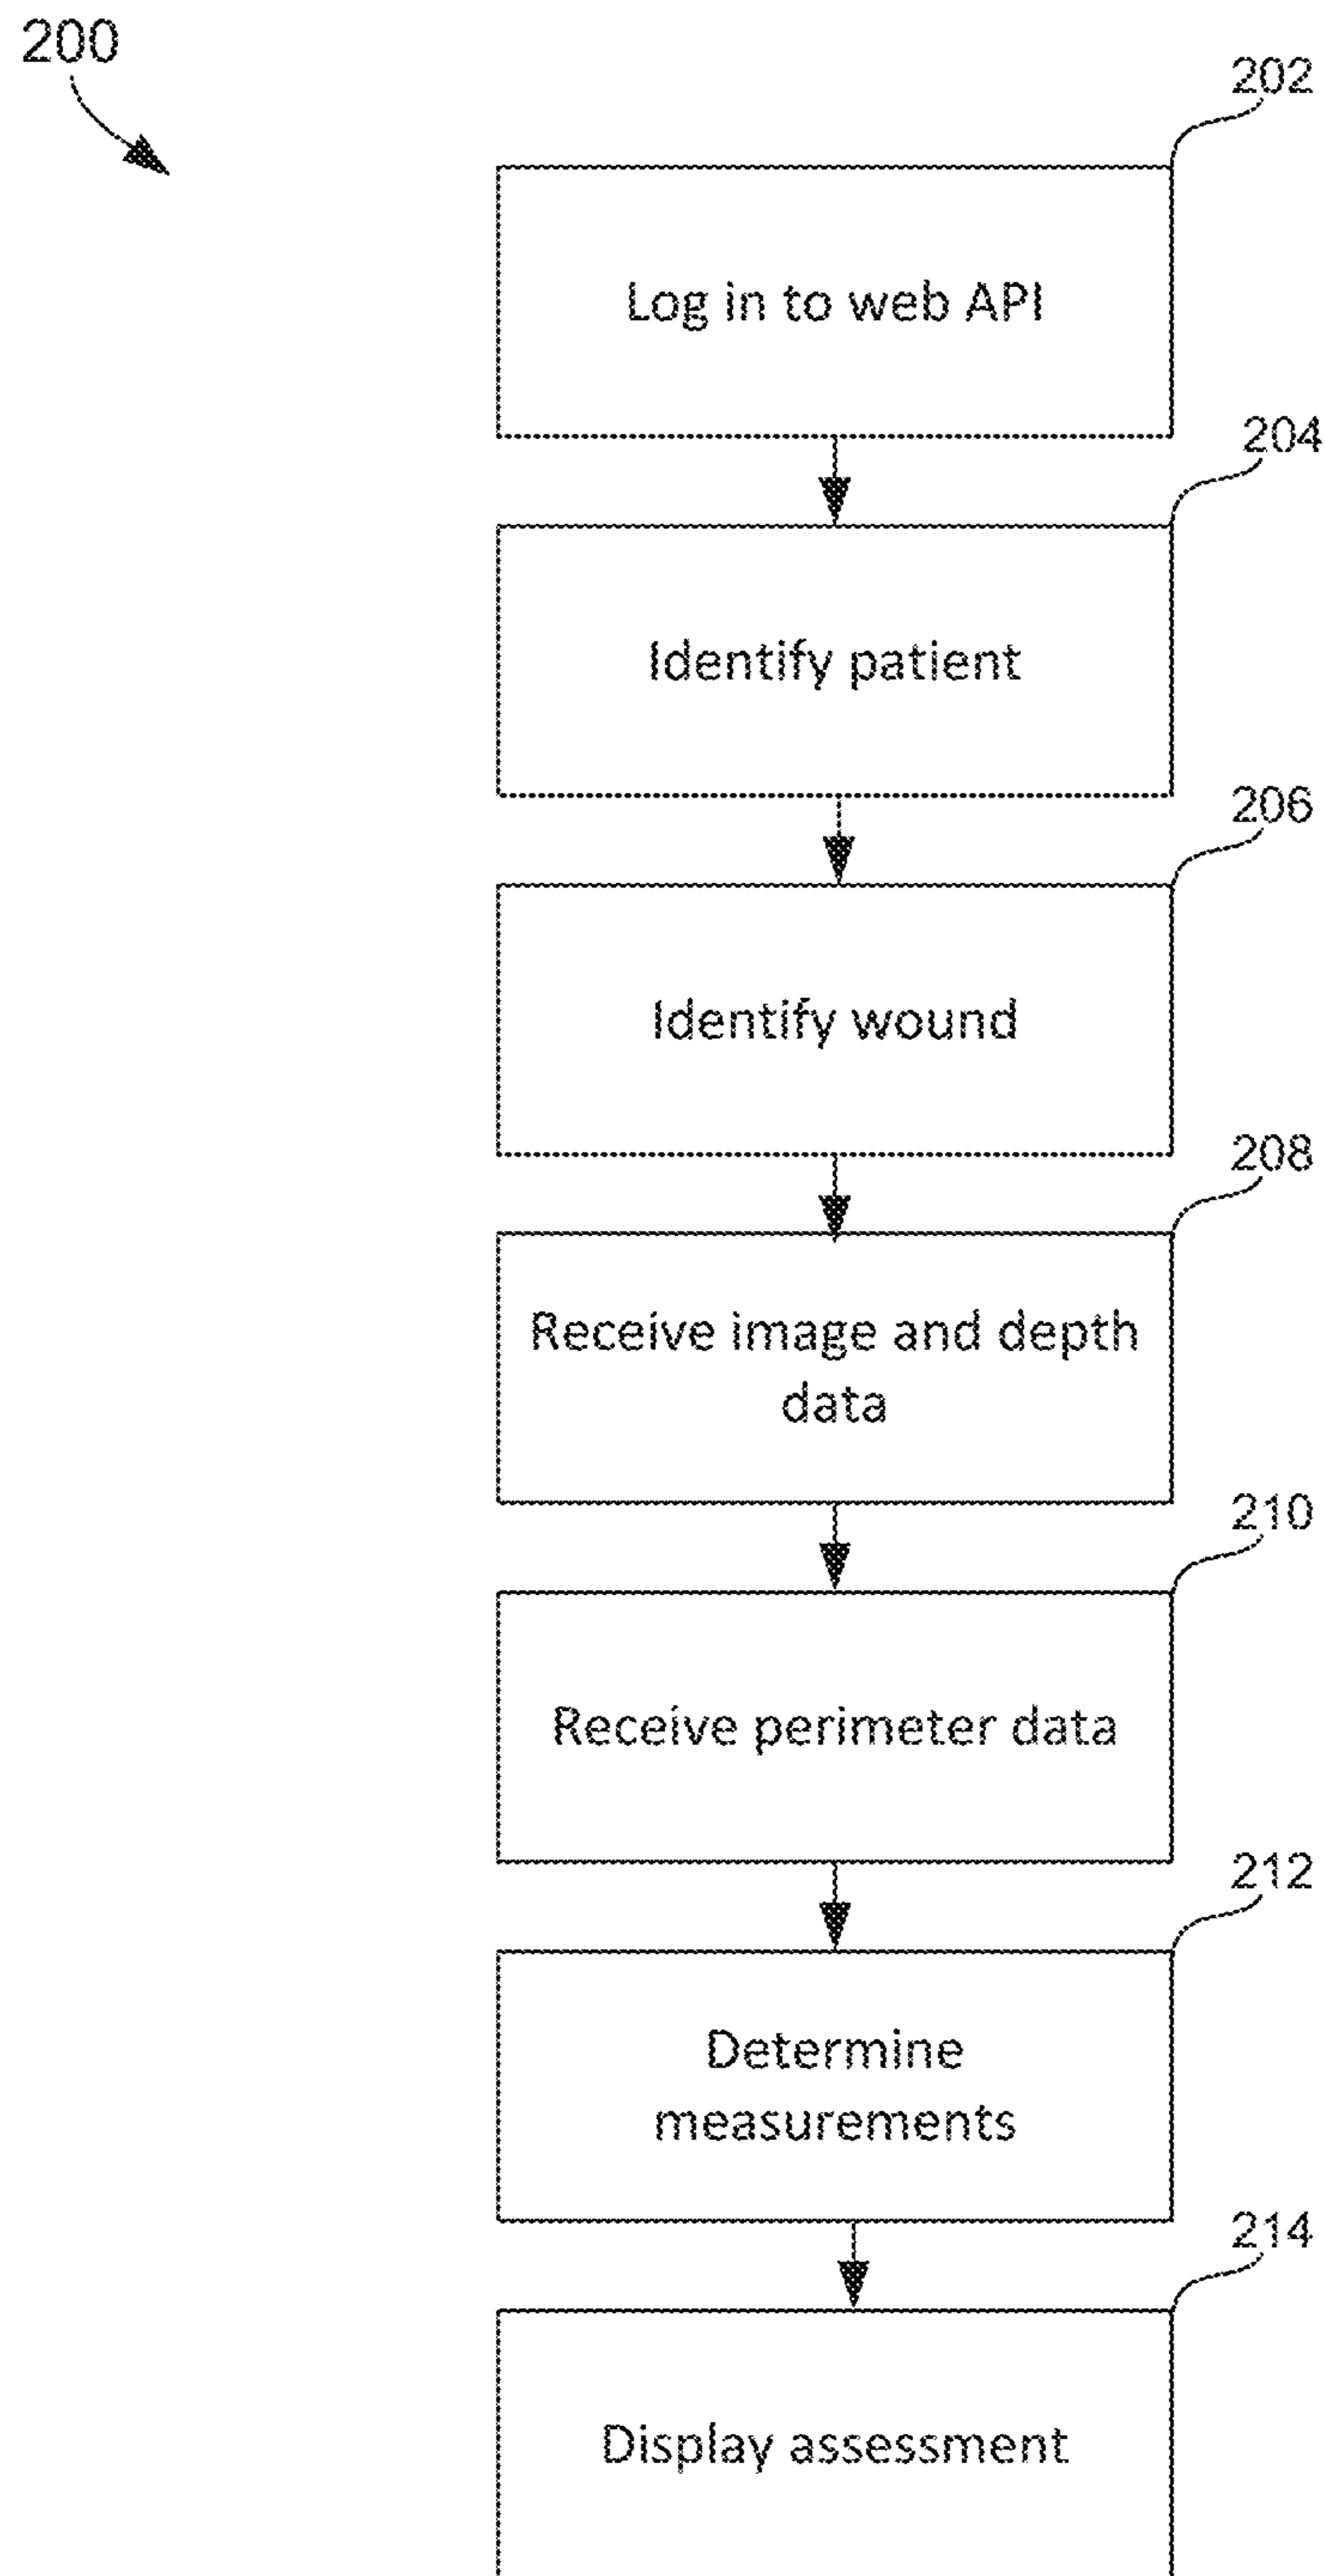 200
202
Log in to web API
204
Identify patient
206
Identify wound
208
Receive image and depth
data
210
Receive perimeter data
212
Determine
measurements
214
Display assessment